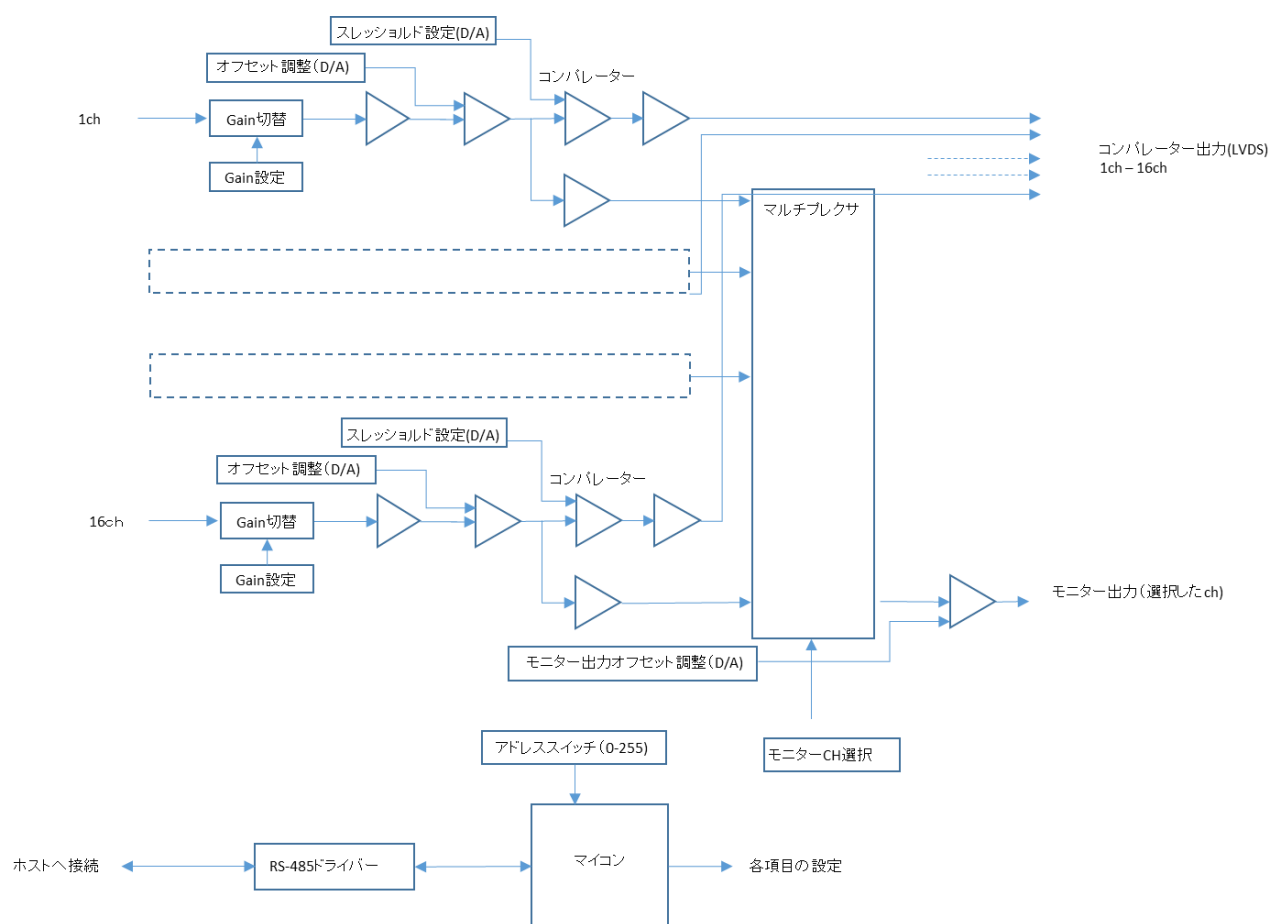 スレッショルド設定(D/A)
オフセット調整(D/A)
コンパレーター
1ch
Gain切替
Gain設定
コンパレーター出力(LVDS)
1ch – 16ch
マルチプレクサ
スレッショルド設定(D/A)
オフセット調整(D/A)
コンパレーター
16ch
Gain切替
Gain設定
モニター出力(選択したch)
モニター出力オフセット調整(D/A)
アドレススイッチ(0-255)
モニターCH選択
ホストへ接続
RS-485ドライバー
マイコン
各項目の設定